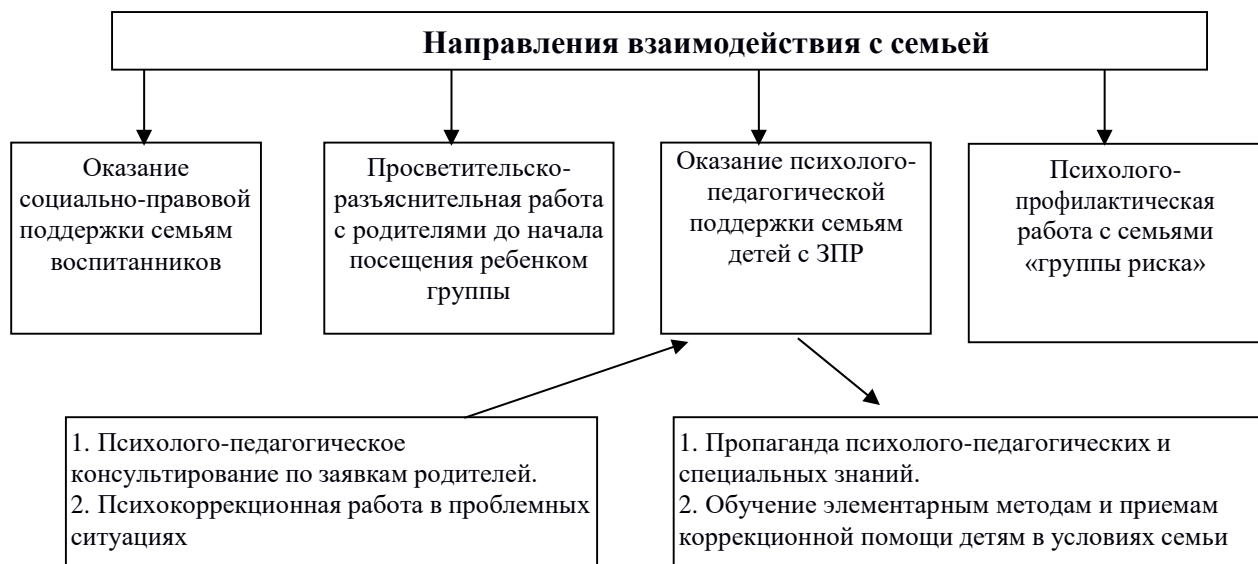 Направления взаимодействия с семьей
Оказание
социально-правовой
поддержки семьям
воспитанников
Просветительско-
разъяснительная работа
с родителями до начала
посещения ребенком
группы
Оказание психолого-
педагогической
поддержки семьям
детей с ЗПР
Психолого-
профилактическая
работа с семьями
«группы риска»
1. Психолого-педагогическое
консультирование по заявкам родителей.
2. Психокоррекционная работа в проблемных
ситуациях
1. Пропаганда психолого-педагогических и
специальных знаний.
2. Обучение элементарным методам и приемам
коррекционной помощи детям в условиях семьи